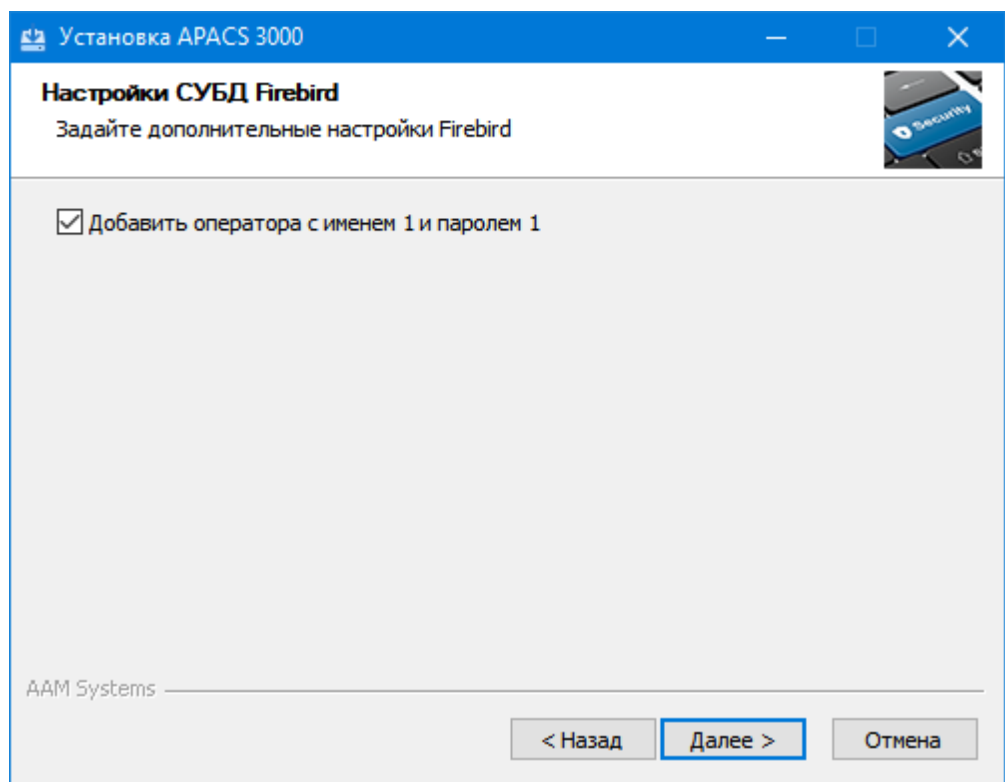 Установка APACS 3000
Настройки СУБД Firebird
Задайте дополнительные настройки Firebird
Security
Добавить оператора с именем 1 и паролем 1
AAM Systems
< Назад
Далее >
Отмена